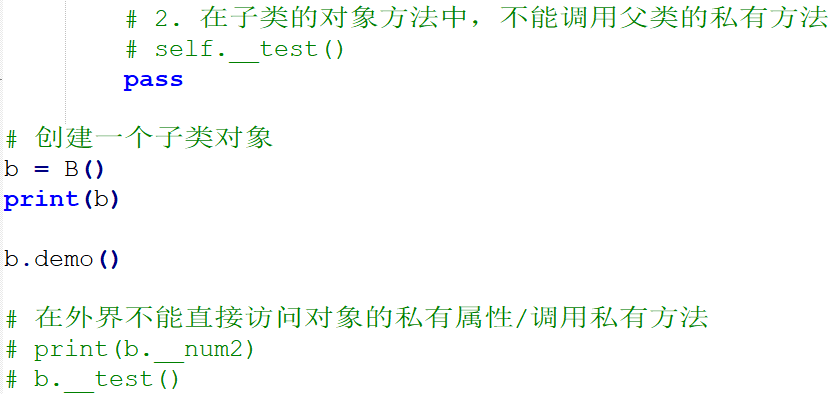 # 2. 在子类的对象方法中，不能调用父类的私有方法
# self.__test()
pass
# 创建一个子类对象
b = B()
print(b)
b.demo()
# 在外界不能直接访问对象的私有属性/调用私有方法
# print(b.__num2)
# b.__test()